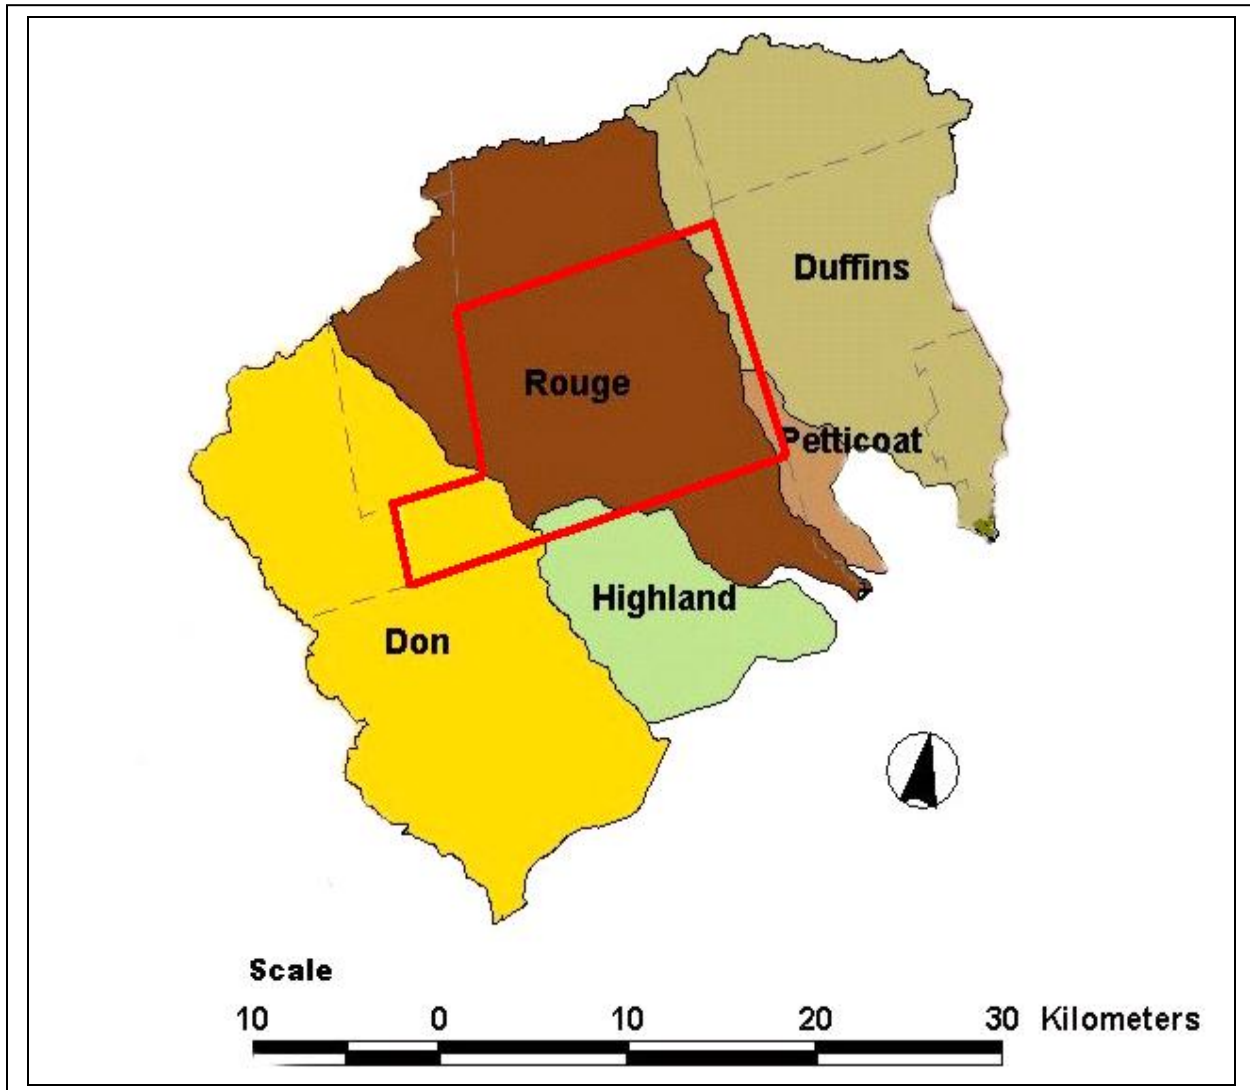 Duffins
Rouge
Petticoat
Highland
Don
Scale
10 0 10 20 30 Kilometers